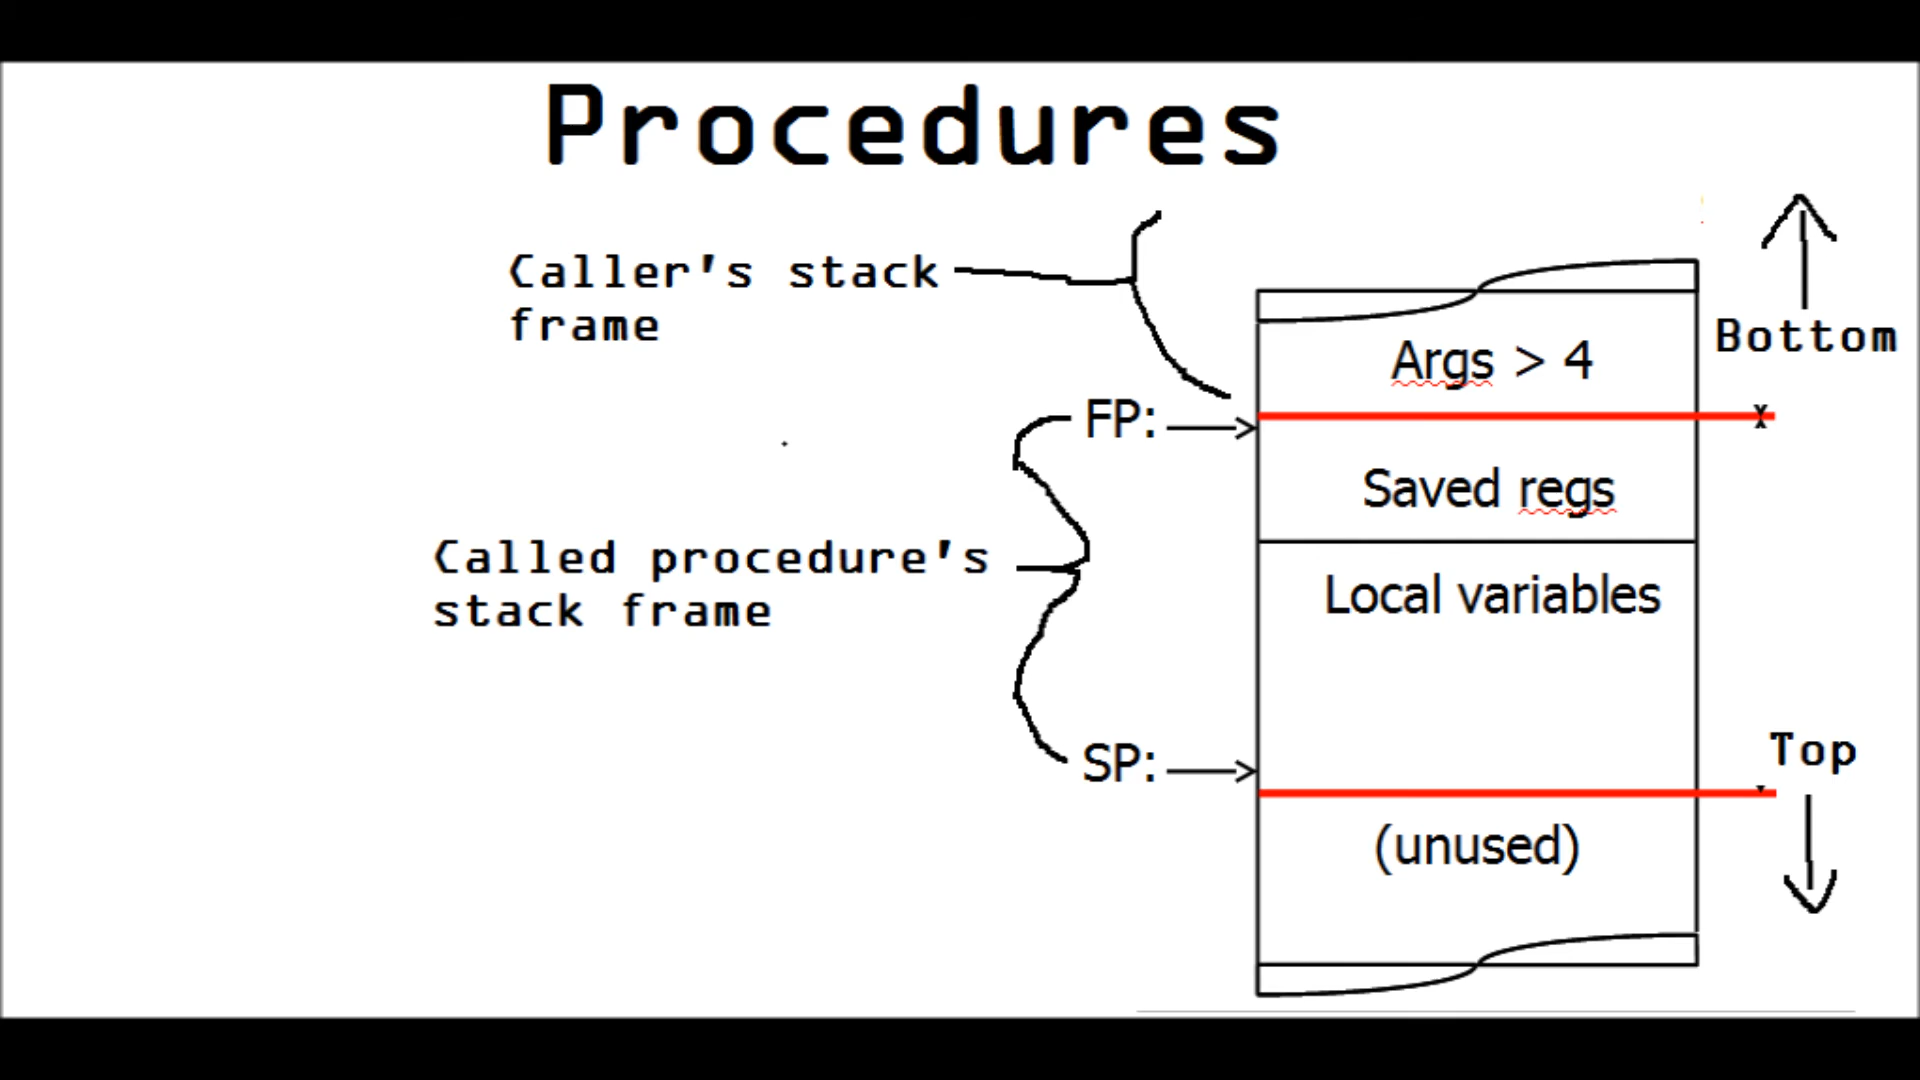 Procedures
Caller's stack
frame
Bottom
Args > 4
FP:
Saved regs
Called procedure's
stack frame
Local variables
SP:
Top
(unused)